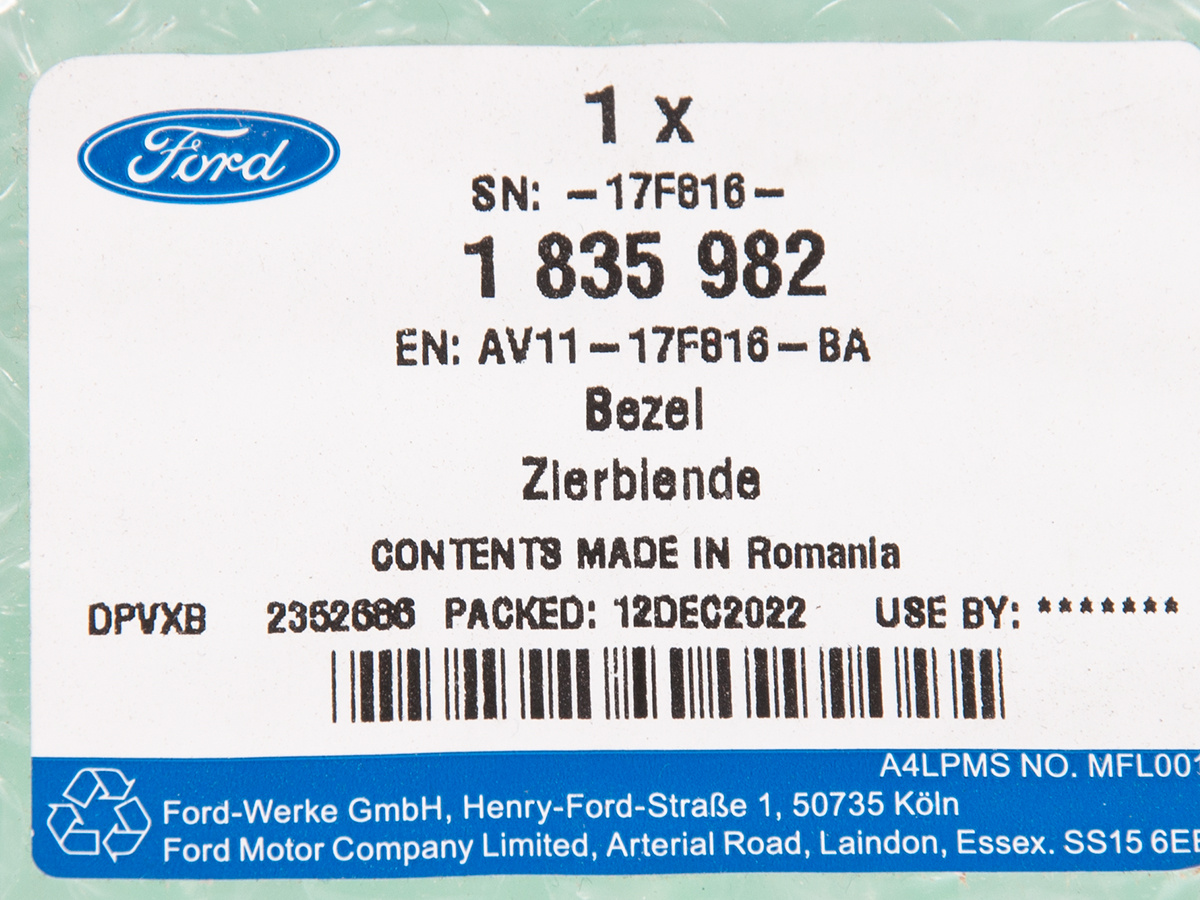 Ford
1 x
SN: -17F816-
1 835 982
EN: AV11-17F816-BA
Bezel
Zierblende
CONTENTS MADE IN Romania
DPVXB 2352686 PACKED: 12DEC2022 USE BY: *******
A4LPMS NO. MFL001
Ford-Werke GmbH, Henry-Ford-Straße 1, 50735 Köln
Ford Motor Company Limited, Arterial Road, Laindon, Essex. SS15 6EE